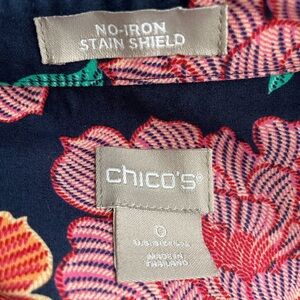 NO-IRON
STAIN SHIELD
chico's®
0
MADE IN
THAILAND